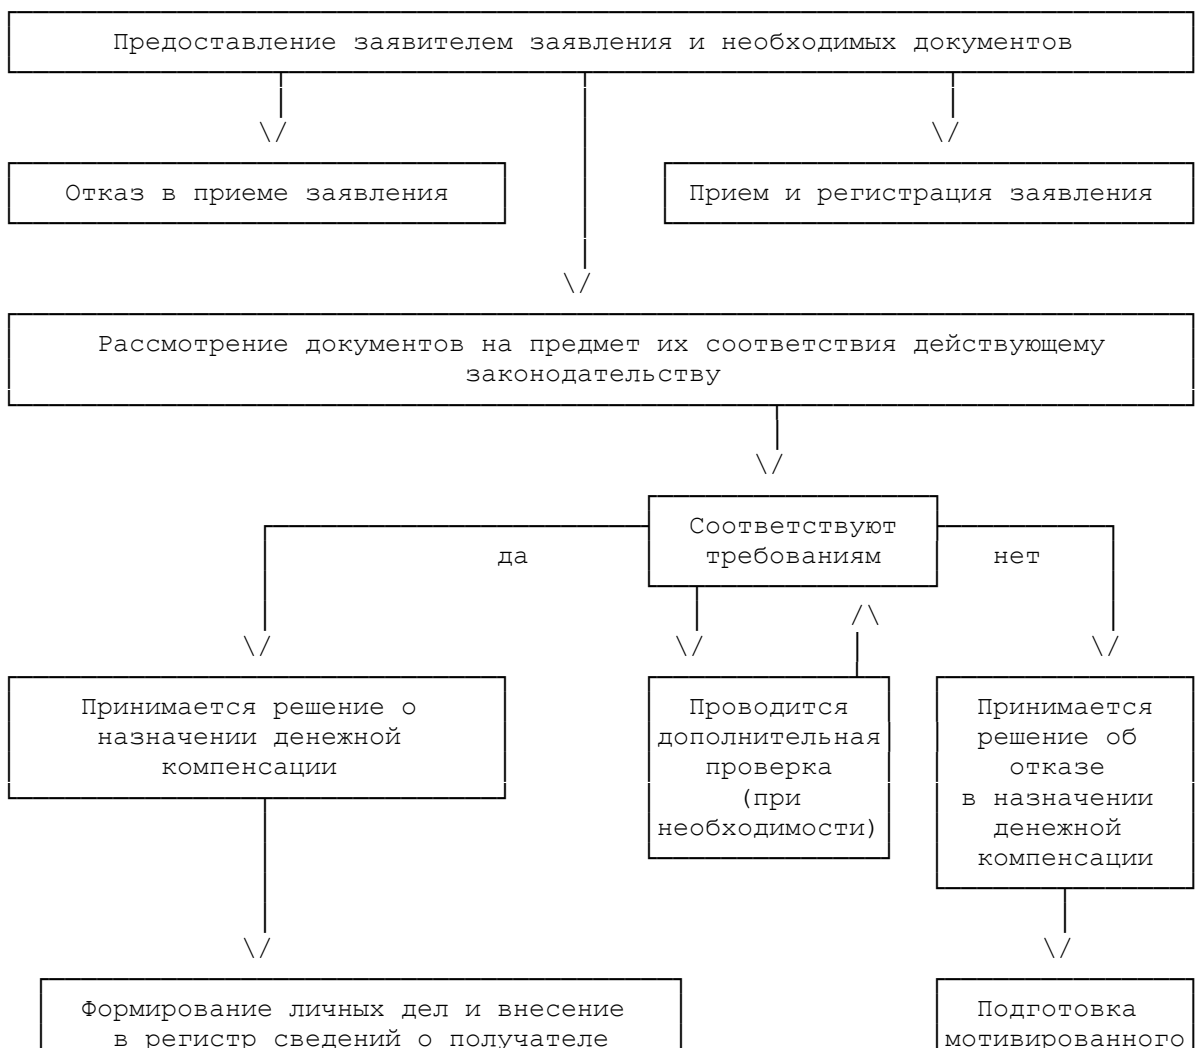 Предоставление заявителем заявления и необходимых документов
Отказ в приеме заявления
Прием и регистрация заявления
Рассмотрение документов на предмет их соответствия действующему
законодательству
Соответствуют
требованиям
да
нет
Принимается решение о
назначении денежной
компенсации
Проводится
дополнительная
проверка
(при
необходимости)
Принимается
решение об
отказе
в назначении
денежной
компенсации
Формирование личных дел и внесение
в регистр сведений о получателе
Подготовка
мотивированного